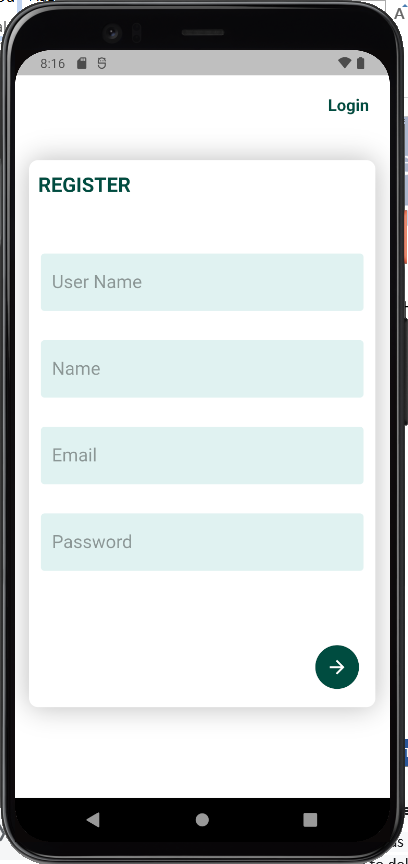 8:16
Login
REGISTER
User Name
Name
Email
Password